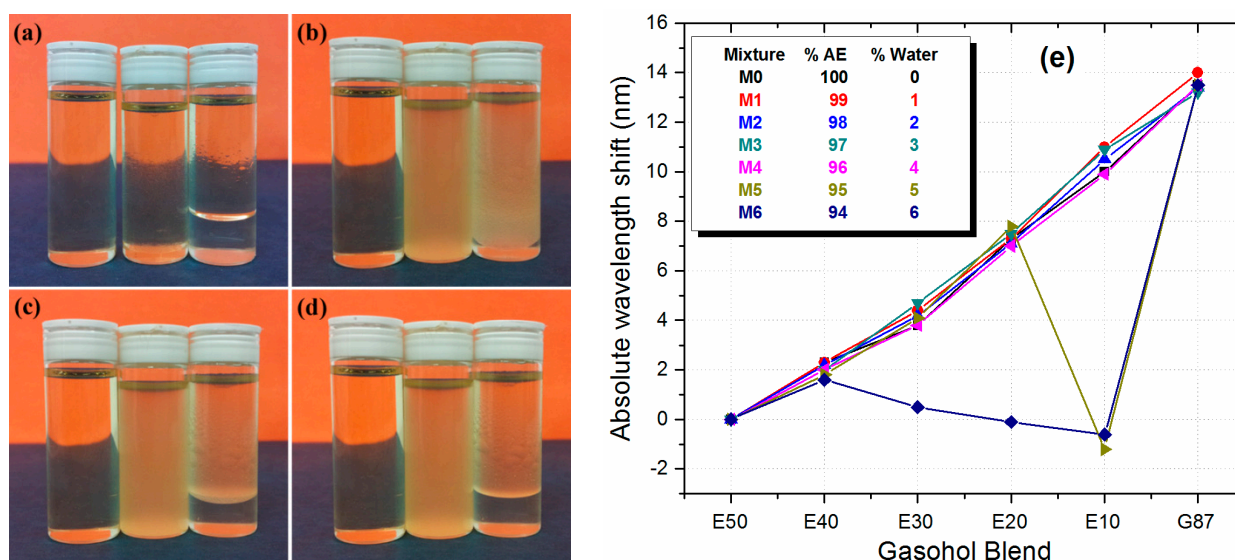 (a)
(b)
(c)
(d)
(e)
Mixture % AE % Water
M0 100 0
M1 99 1
M2 98 2
M3 97 3
M4 96 4
M5 95 5
M6 94 6
Absolute wavelength shift (nm)
16
14
12
10
8
6
4
2
0
-2
E50 E40 E30 E20 E10 G87
Gasohol Blend